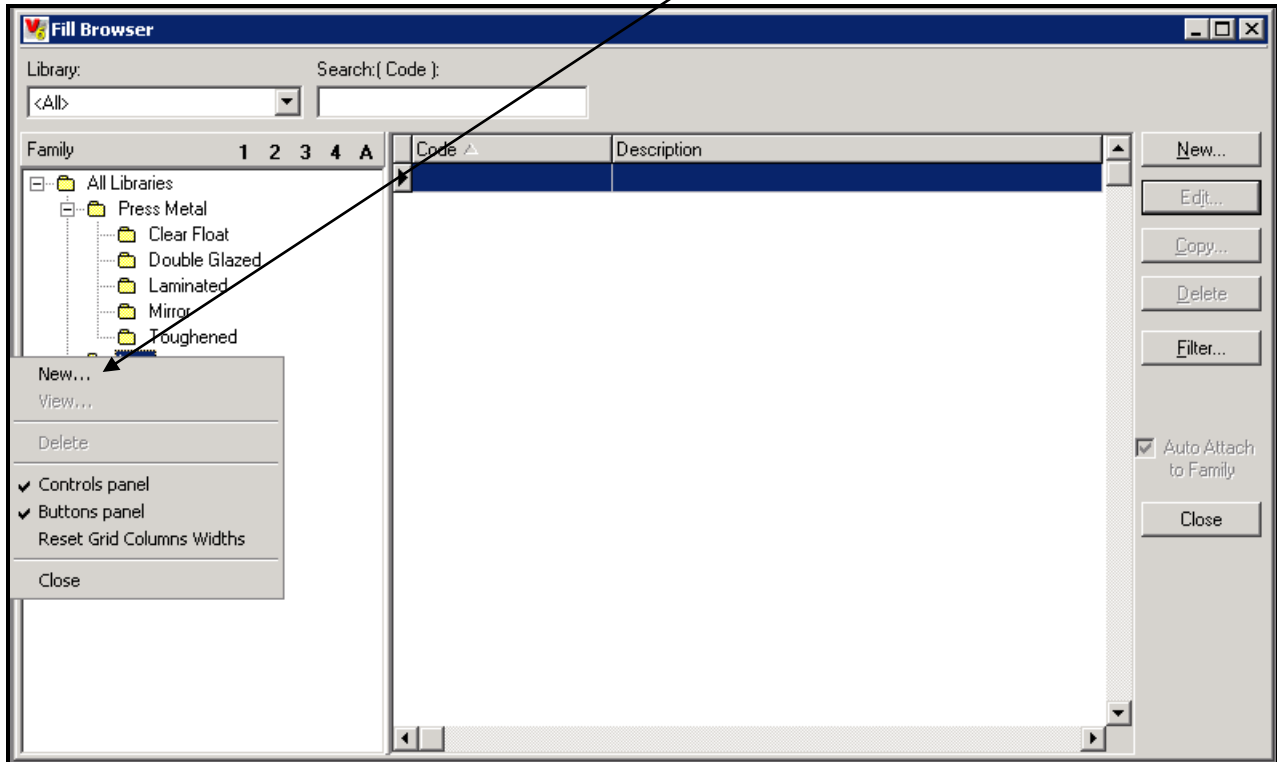 Fill Browser
Library: Search:( Code ):
<All>
Family 1 2 3 4 A Code Description
All Libraries
Press Metal
Clear Float
Double Glazed
Laminated
Mirror
Toughened
New...
View...
Delete
Controls panel
Buttons panel
Reset Grid Columns Widths
Close
New...
Edit...
Copy...
Delete
Filter...
Auto Attach
to Family
Close